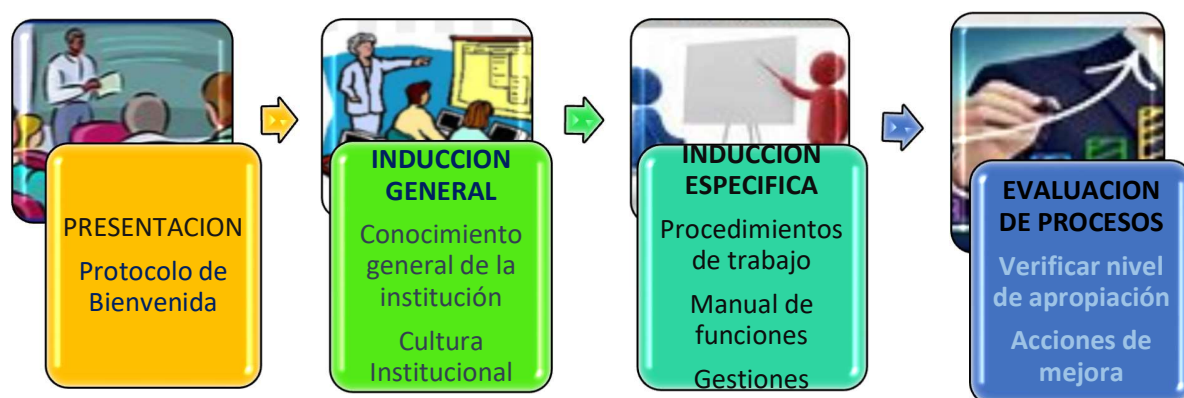 PRESENTACION
Protocolo de
Bienvenida
INDUCCION
GENERAL
Conocimiento
general de la
institución
Cultura
Institucional
INDUCCION
ESPECIFICA
Procedimientos
de trabajo
Manual de
funciones
Gestiones
EVALUACION
DE PROCESOS
Verificar nivel
de apropiación
Acciones de
mejora